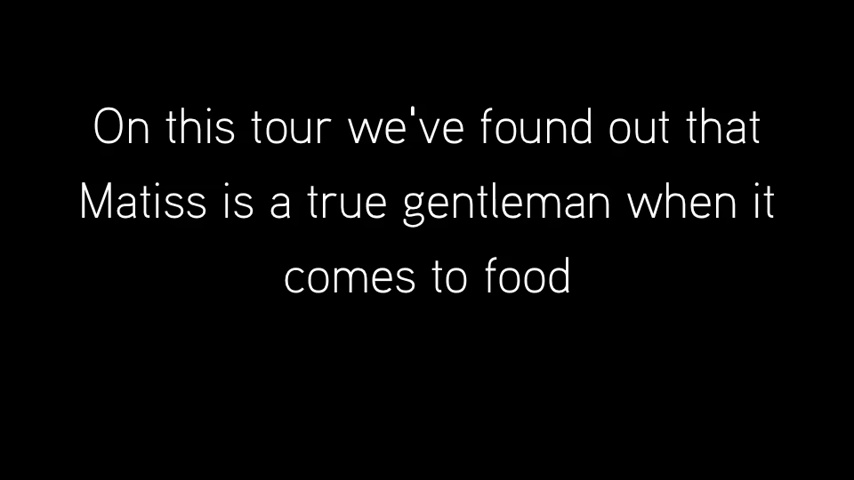 On this tour we've found out that
Matiss is a true gentleman when it
comes to food